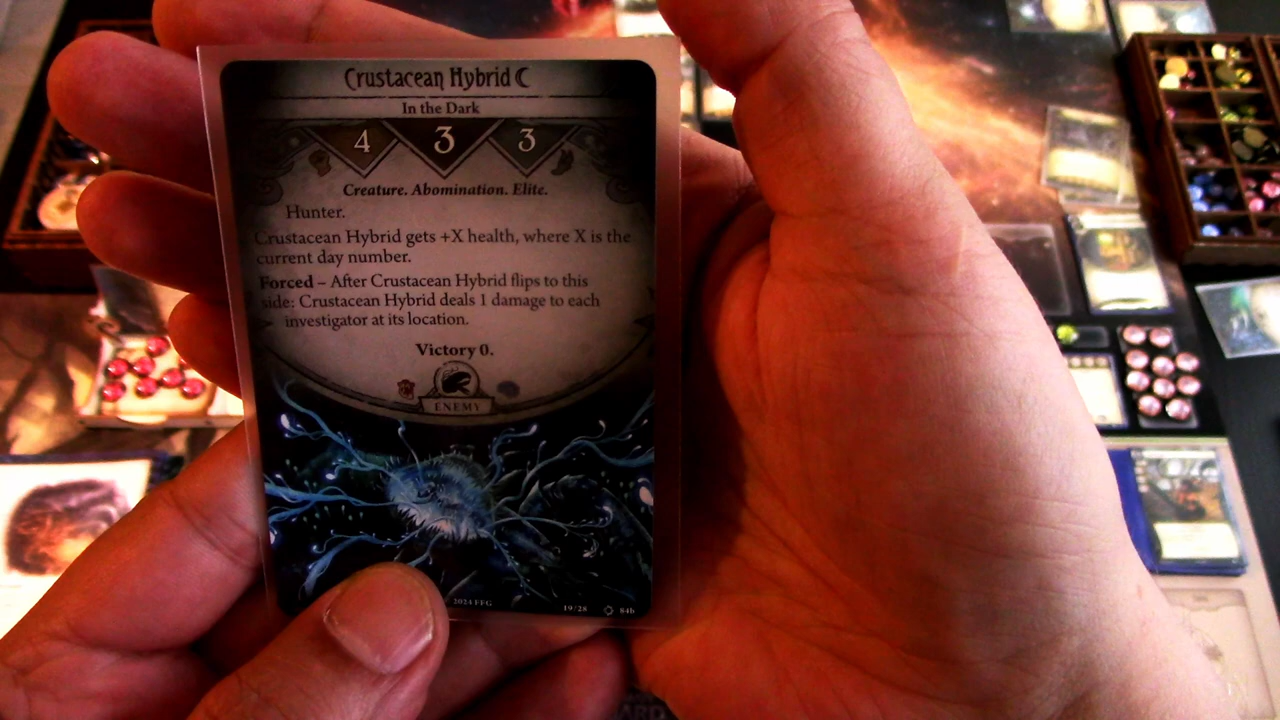 Crustacean Hybrid
In the Dark
4 3 3
Creature. Abomination. Elite.
Hunter.
Crustacean Hybrid gets +X health, where X is the
current day number.
Forced – After Crustacean Hybrid flips to this
side: Crustacean Hybrid deals 1 damage to each
investigator at its location.
Victory 0.
ENEMY
2024 FFG 19/28 84b